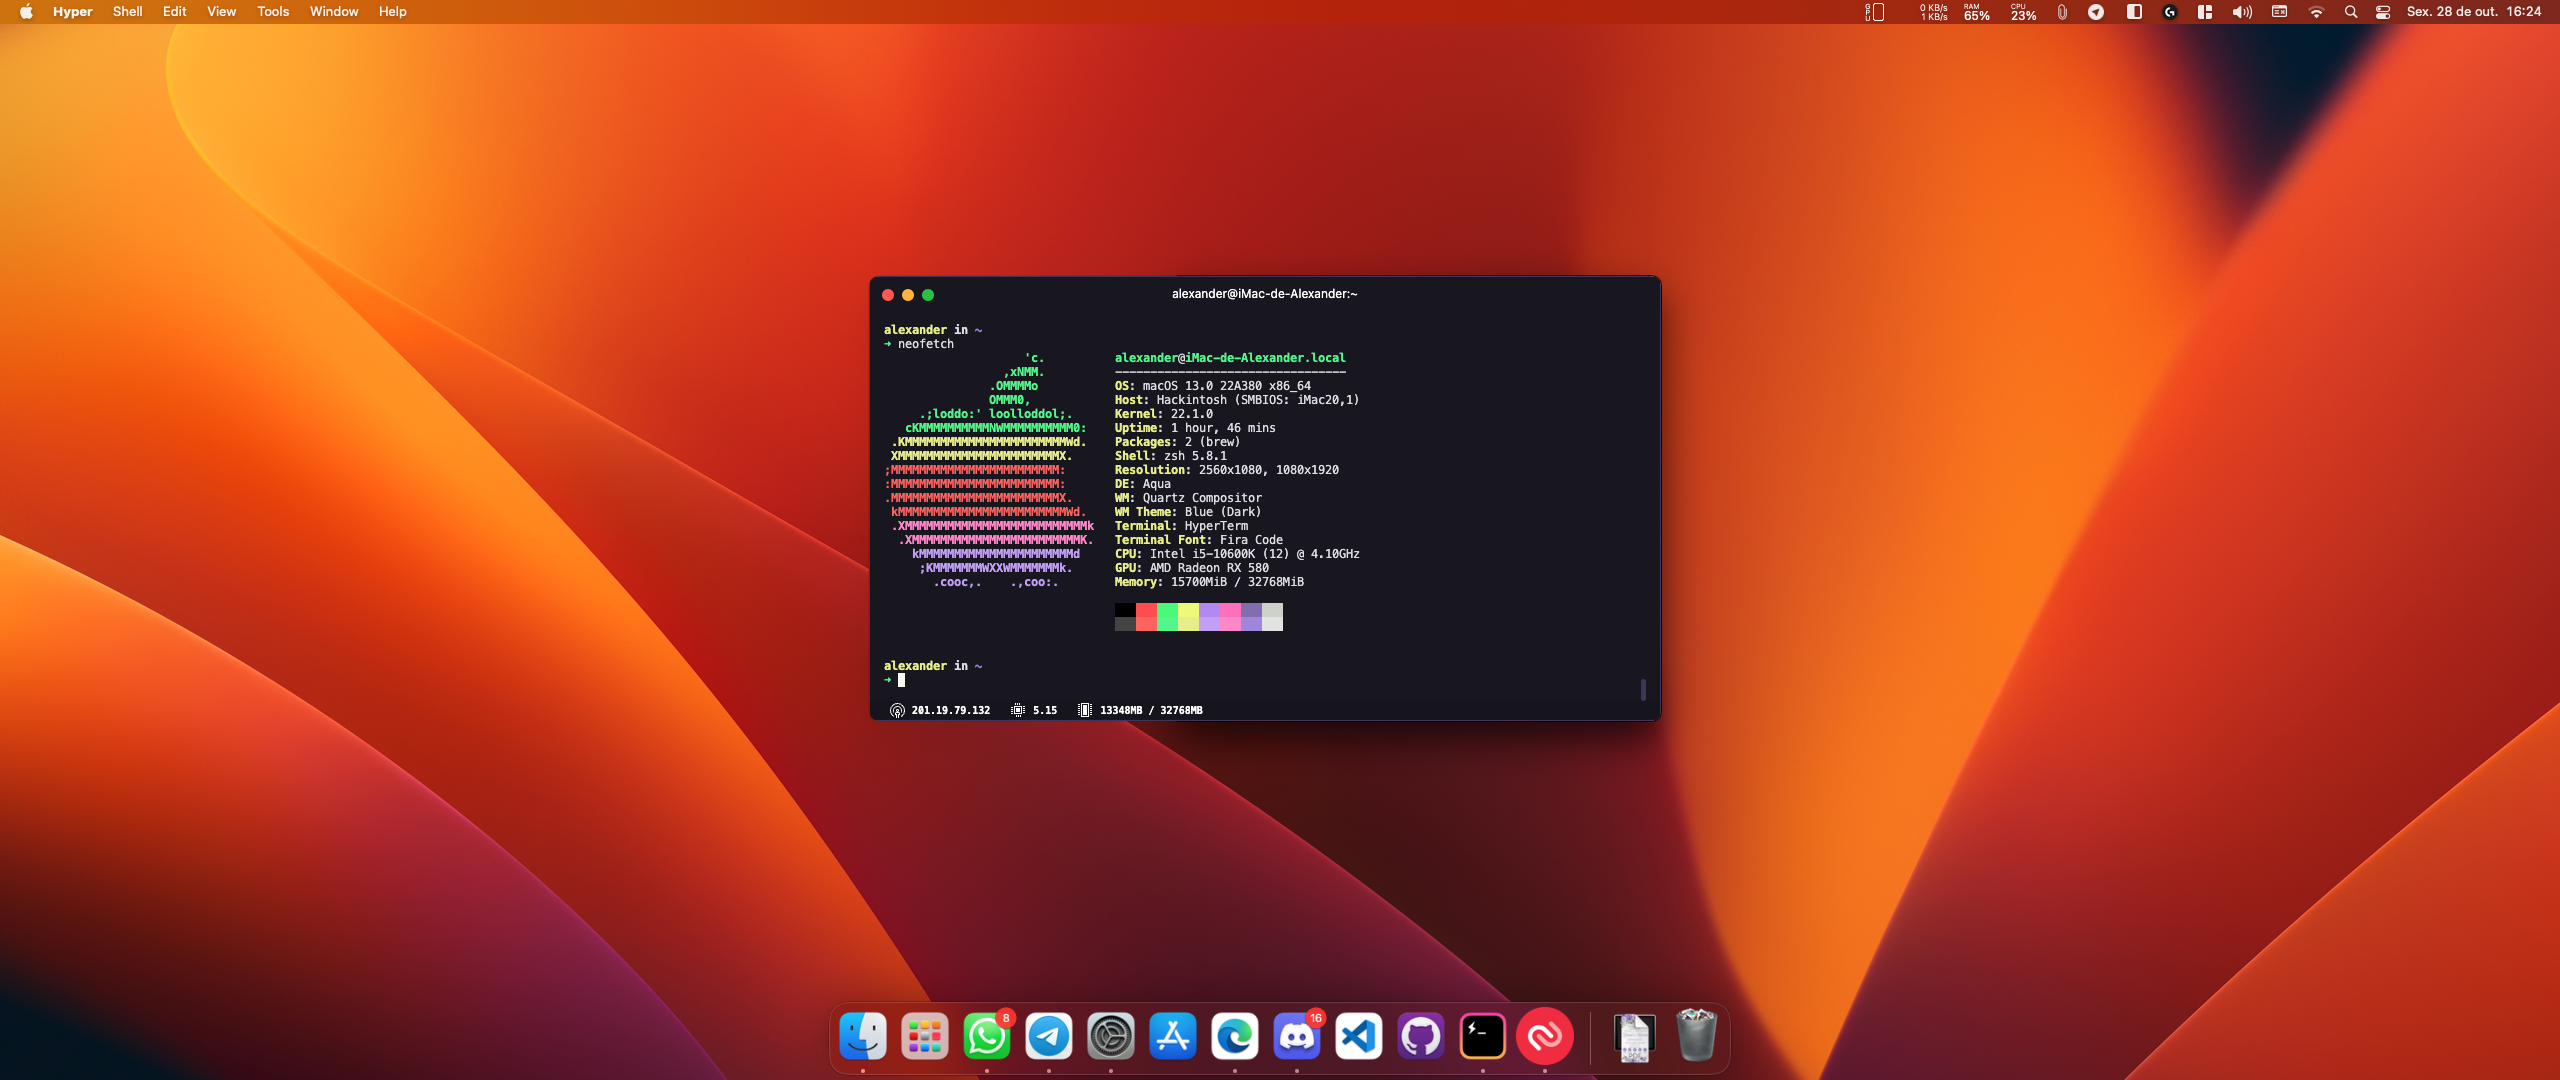 Hyper Shell Edit View Tools Window Help
GPU 0 KB/s 1 KB/s RAM 65% CPU 23% Sex. 28 de out. 16:24
alexander@iMac-de-Alexander:~
alexander in ~
➜ neofetch
'c.
,xNMM.
.OMMMMo
OMMM0,
.;loddo:' loolloddol;.
cKMMMMMMMMMMNWMMMMMMMMMM0:
.KMMMMMMMMMMMMMMMMMMMMMMMWd.
XMMMMMMMMMMMMMMMMMMMMMMMX.
;MMMMMMMMMMMMMMMMMMMMMMMM:
:MMMMMMMMMMMMMMMMMMMMMMMM:
.MMMMMMMMMMMMMMMMMMMMMMMMX.
kMMMMMMMMMMMMMMMMMMMMMMMMWd.
.XMMMMMMMMMMMMMMMMMMMMMMMMMMk
.XMMMMMMMMMMMMMMMMMMMMMMMMK.
kMMMMMMMMMMMMMMMMMMMMMMd
;KMMMMMMMWXXWMMMMMMMk.
.cooc,. .,coo:.
alexander@iMac-de-Alexander.local
---------------------------------
OS: macOS 13.0 22A380 x86_64
Host: Hackintosh (SMBIOS: iMac20,1)
Kernel: 22.1.0
Uptime: 1 hour, 46 mins
Packages: 2 (brew)
Shell: zsh 5.8.1
Resolution: 2560x1080, 1080x1920
DE: Aqua
WM: Quartz Compositor
WM Theme: Blue (Dark)
Terminal: HyperTerm
Terminal Font: Fira Code
CPU: Intel i5-10600K (12) @ 4.10GHz
GPU: AMD Radeon RX 580
Memory: 15700MiB / 32768MiB
alexander in ~
➜
201.19.79.132 5.15 13348MB / 32768MB
8 16
PDF